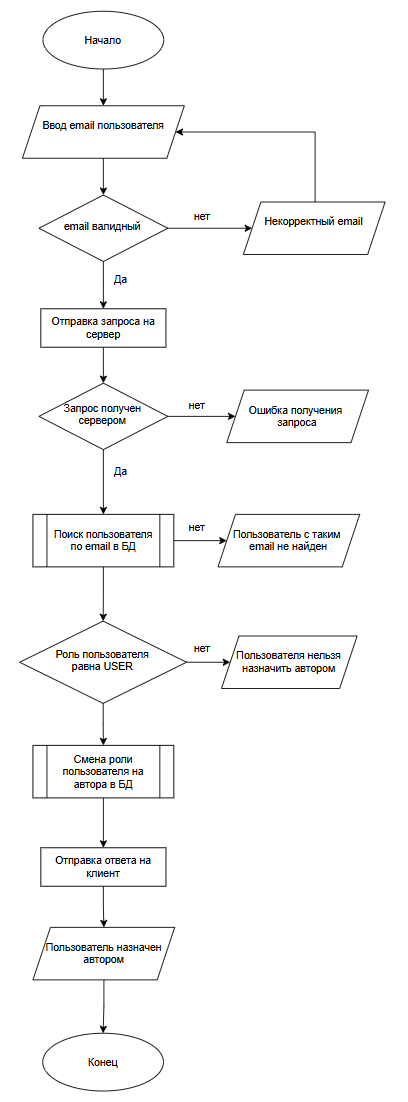 Начало
Ввод email пользователя
email валидный
нет
Некорректный email
Да
Отправка запроса на
сервер
Запрос получен
сервером
нет
Ошибка получения
запроса
Да
Поиск пользователя
по email в БД
нет
Пользователь с таким
email не найден
Роль пользователя
равна USER
нет
Пользователя нельзя
назначить автором
Смена роли
пользователя на
автора в БД
Отправка ответа на
клиент
Пользователь назначен
автором
Конец